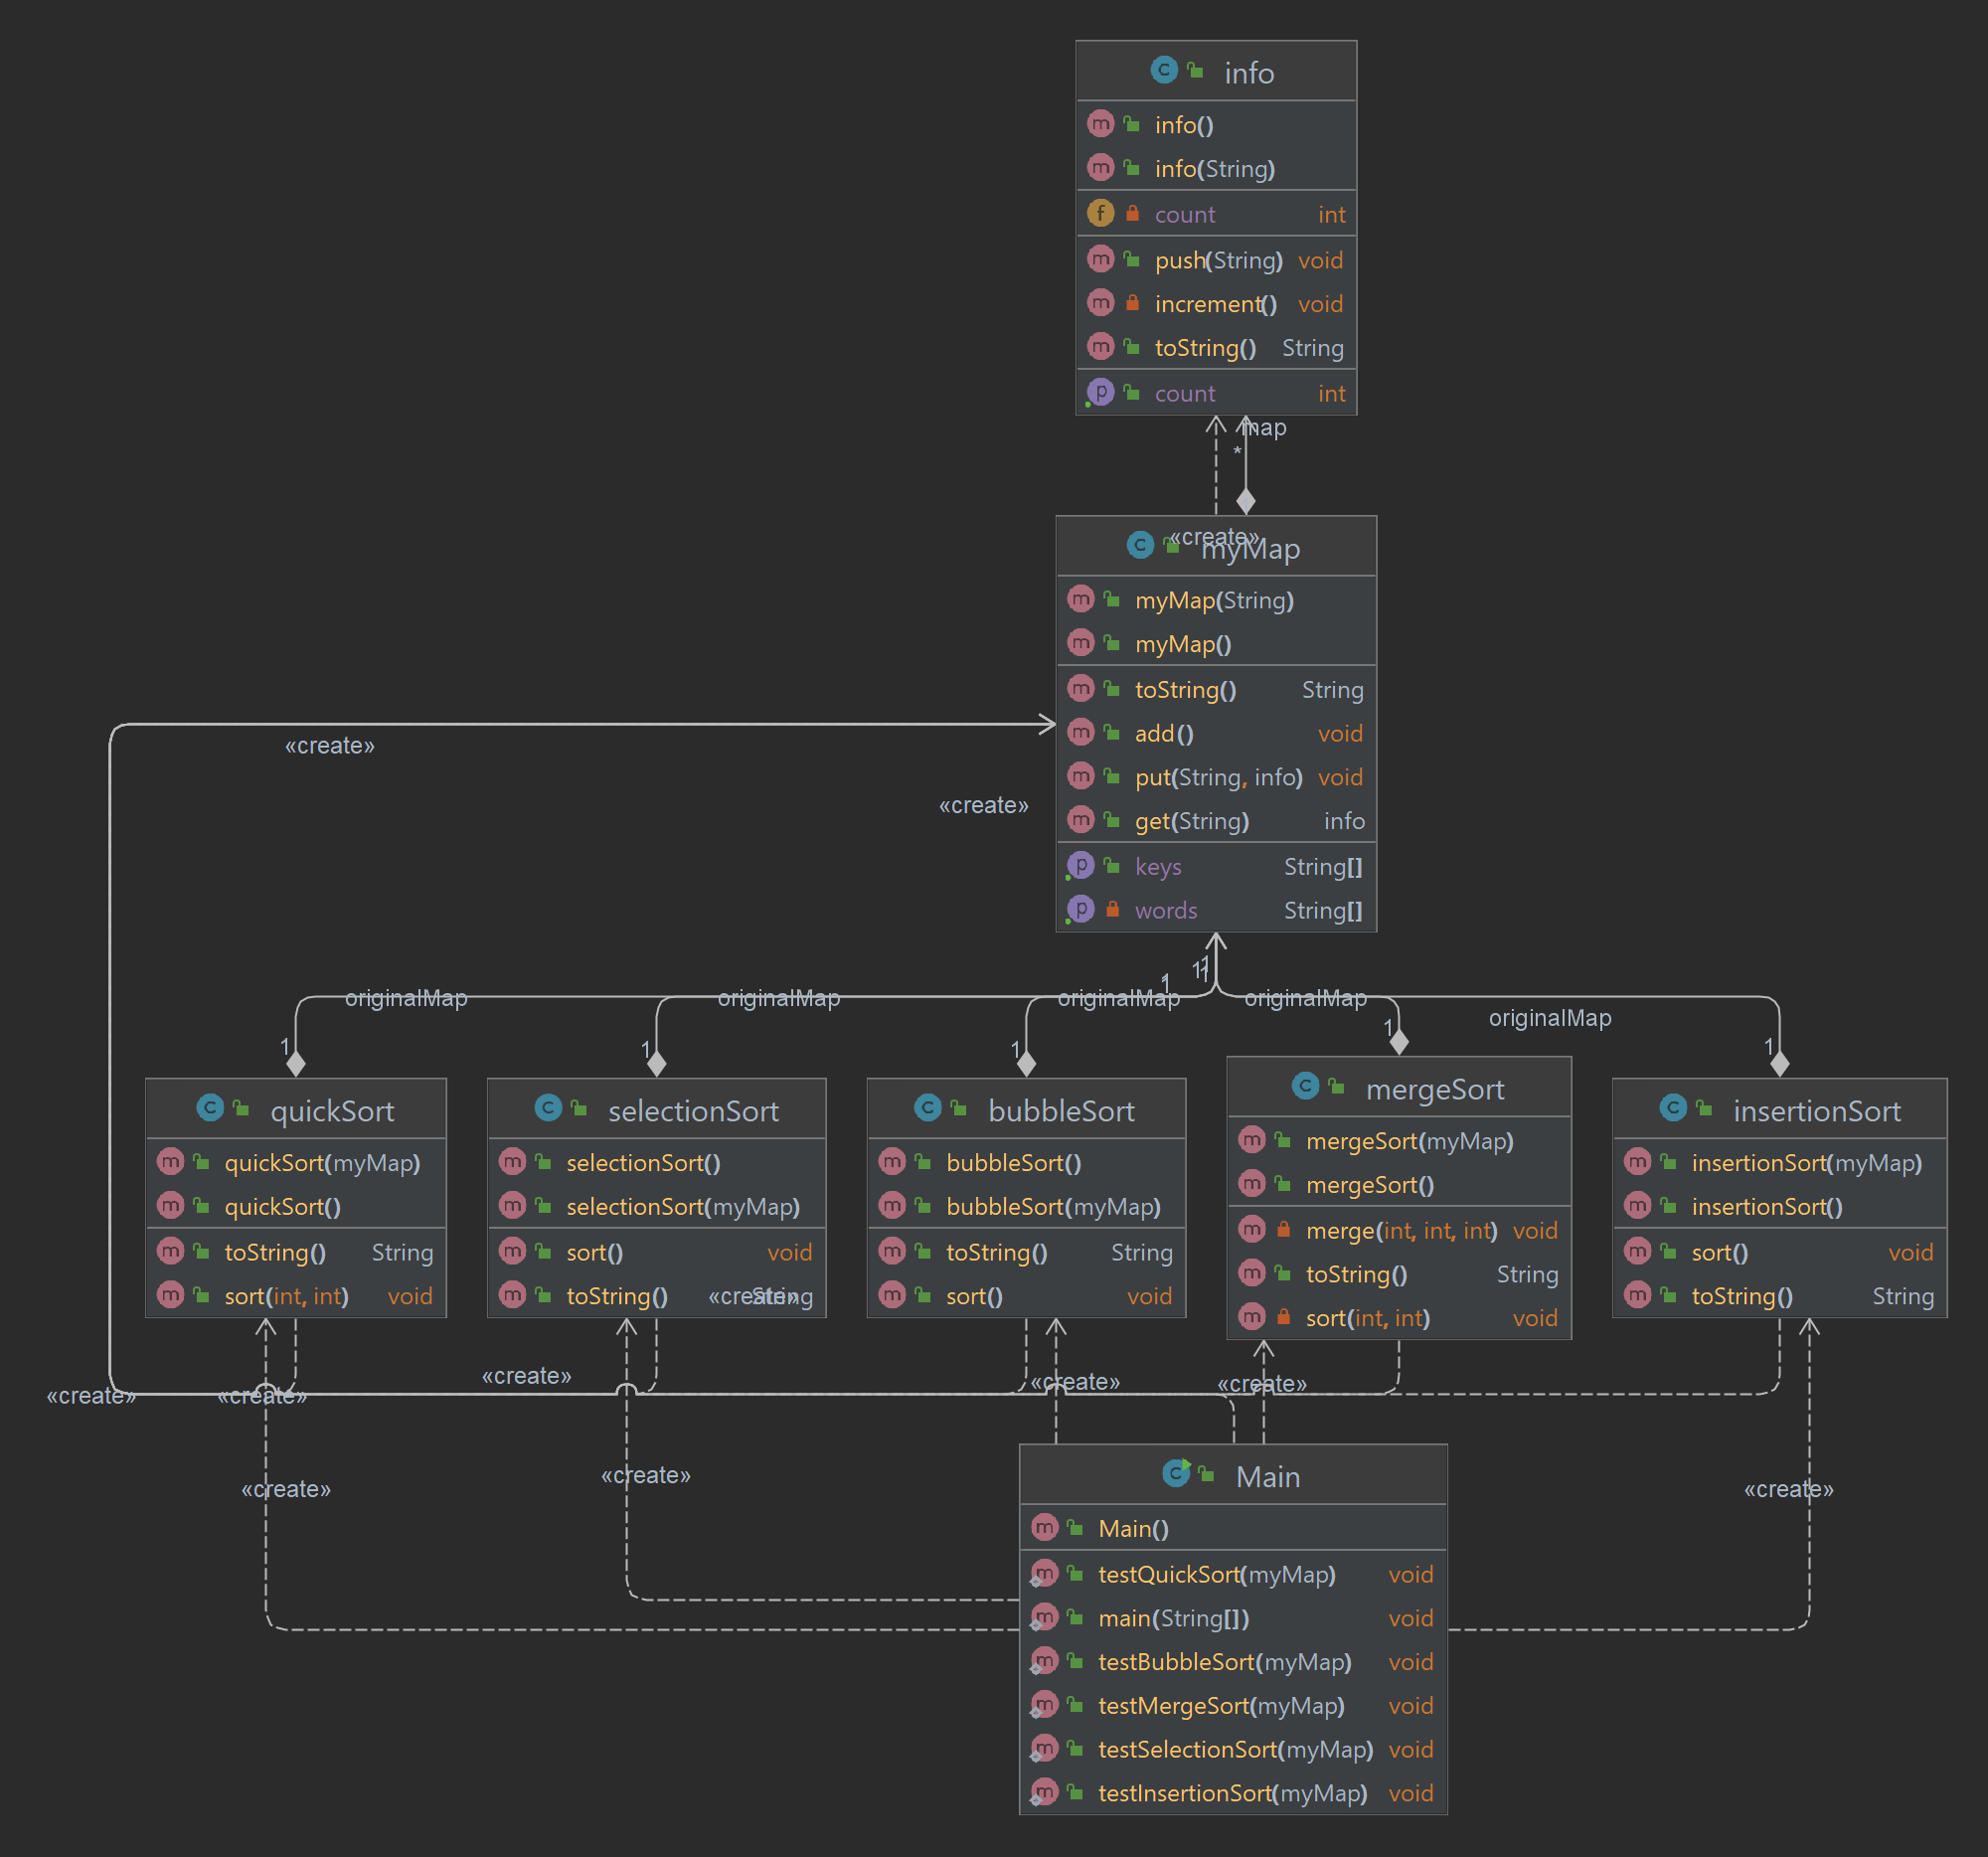 info
info()
info(String)
count int
push(String) void
increment() void
toString() String
count int
map
*
«create»
myMap
myMap(String)
myMap()
toString() String
add() void
put(String, info) void
get(String) info
keys String[]
words String[]
«create»
«create»
1 1 1 1
originalMap originalMap originalMap originalMap
originalMap
1 1 1 1 1
quickSort
quickSort(myMap)
quickSort()
toString() String
sort(int, int) void
selectionSort
selectionSort()
selectionSort(myMap)
sort() void
toString() String
«create»
bubbleSort
bubbleSort()
bubbleSort(myMap)
toString() String
sort() void
mergeSort
mergeSort(myMap)
mergeSort()
merge(int, int, int) void
toString() String
sort(int, int) void
insertionSort
insertionSort(myMap)
insertionSort()
sort() void
toString() String
«create» «create» «create» «create» «create»
«create» «create» «create»
Main
Main()
testQuickSort(myMap) void
main(String[]) void
testBubbleSort(myMap) void
testMergeSort(myMap) void
testSelectionSort(myMap) void
testInsertionSort(myMap) void